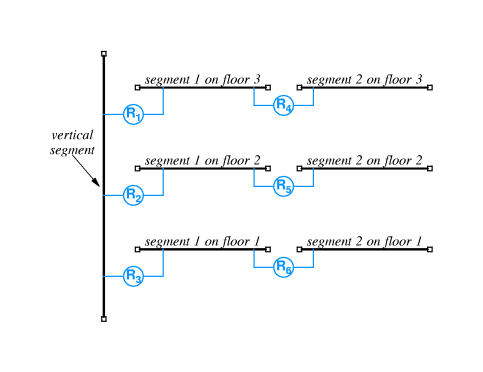 segment 1 on floor 3
segment 2 on floor 3
R1
R4
vertical
segment
segment 1 on floor 2
segment 2 on floor 2
R2
R5
segment 1 on floor 1
segment 2 on floor 1
R3
R6